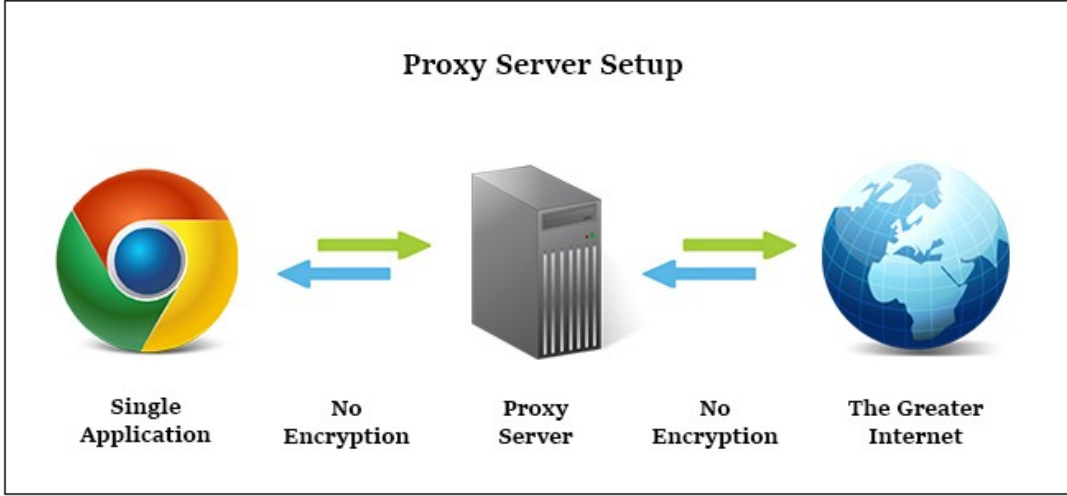 Proxy Server Setup
Single
Application
No
Encryption
Proxy
Server
No
Encryption
The Greater
Internet